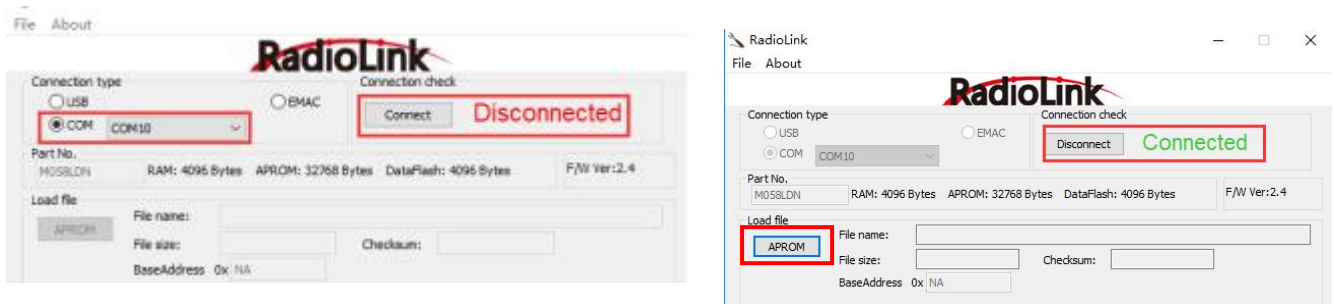 File About
RadioLink
Connection type
Connection check
USB
EMAC
Connect
Disconnected
COM
COM10
Part No.
M058LDN
RAM: 4096 Bytes APROM: 32768 Bytes DataFlash: 4096 Bytes
F/W Ver:2.4
Load file
APROM
File name:
File size:
Checksum:
BaseAddress 0x NA
RadioLink
File About
RadioLink
Connection type
Connection check
USB
EMAC
Disconnect
Connected
COM
COM10
Part No.
M058LDN
RAM: 4096 Bytes APROM: 32768 Bytes DataFlash: 4096 Bytes
F/W Ver:2.4
Load file
APROM
File name:
File size:
Checksum:
BaseAddress 0x NA